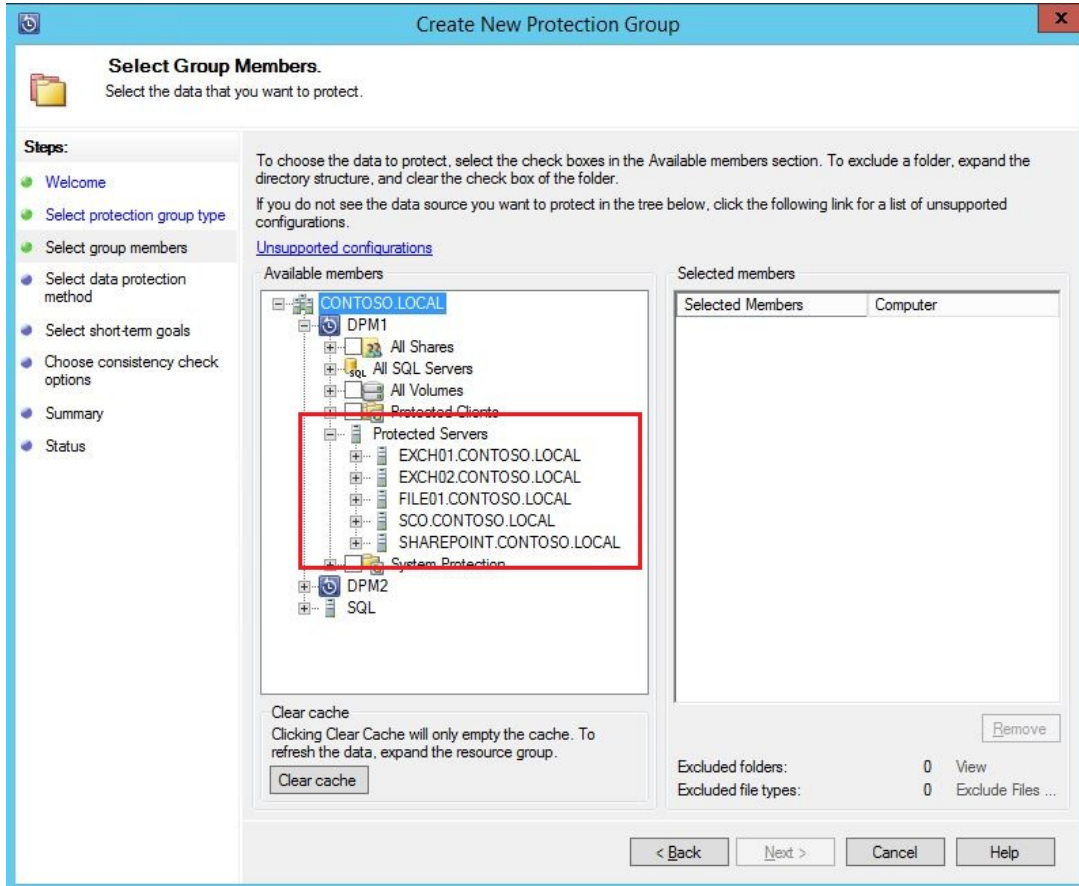 Create New Protection Group
x
Select Group Members.
Select the data that you want to protect.
Steps:
Welcome
Select protection group type
Select group members
Select data protection
method
Select short-term goals
Choose consistency check
options
Summary
Status
To choose the data to protect, select the check boxes in the Available members section. To exclude a folder, expand the
directory structure, and clear the check box of the folder.
If you do not see the data source you want to protect in the tree below, click the following link for a list of unsupported
configurations.
Unsupported configurations
Available members
CONTOSO.LOCAL
DPM1
All Shares
SQL All SQL Servers
All Volumes
Protected Clients
Protected Servers
EXCH01.CONTOSO.LOCAL
EXCH02.CONTOSO.LOCAL
FILE01.CONTOSO.LOCAL
SCO.CONTOSO.LOCAL
SHAREPOINT.CONTOSO.LOCAL
System Protection
DPM2
SQL
Clear cache
Clicking Clear Cache will only empty the cache. To
refresh the data, expand the resource group.
Clear cache
Selected members
Selected Members Computer
Remove
Excluded folders: 0 View
Excluded file types: 0 Exclude Files ...
< Back Next > Cancel Help